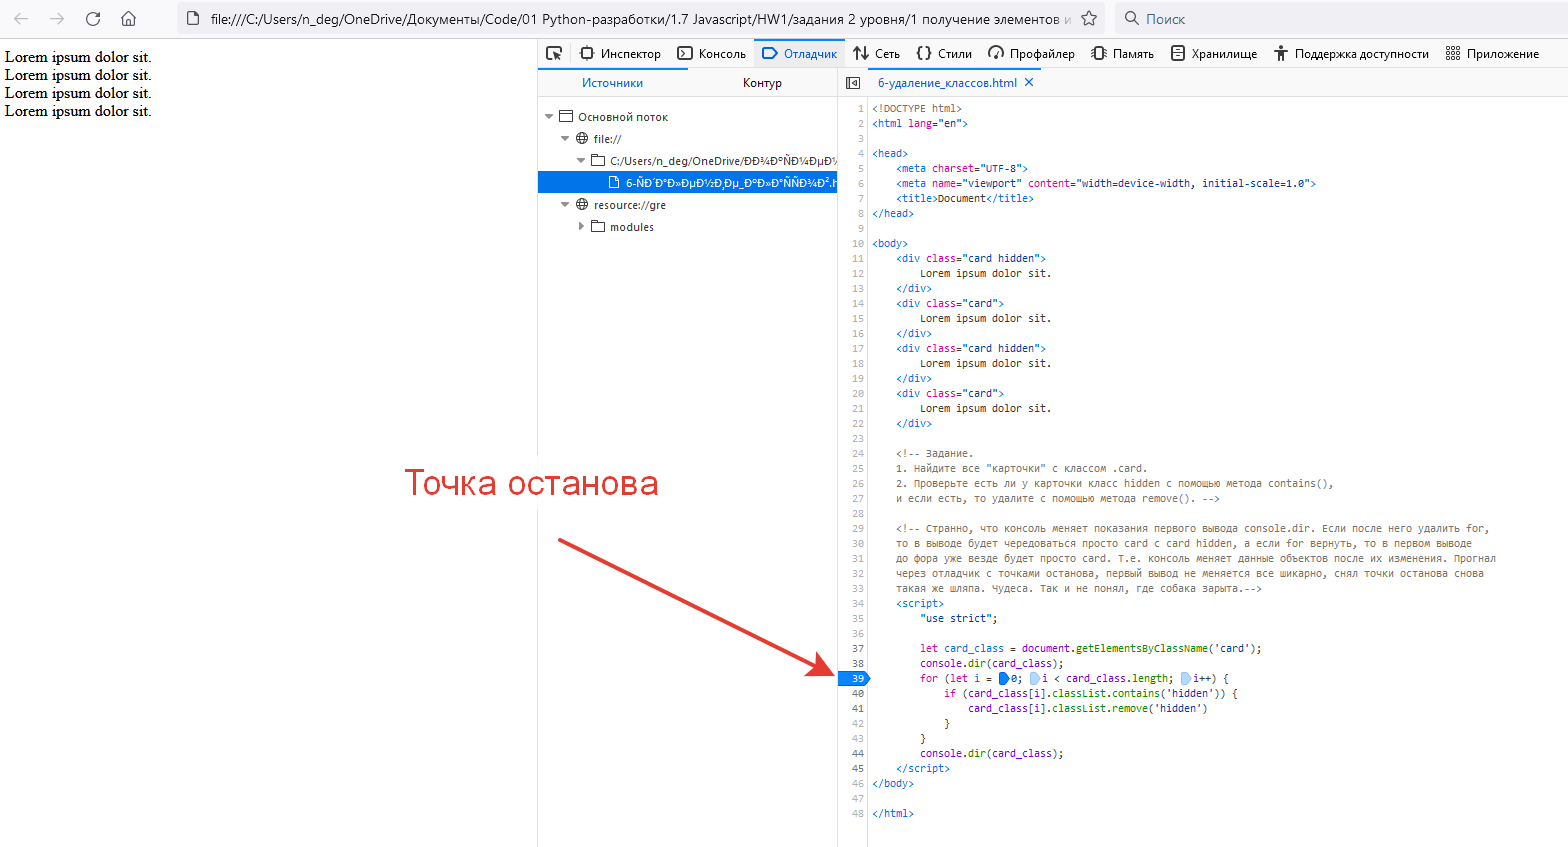 file:///C:/Users/n_deg/OneDrive/Документы/Code/01 Python-разработки/1.7 Javascript/HW1/задания 2 уровня/1 получение элементов и
Поиск
Lorem ipsum dolor sit.
Lorem ipsum dolor sit.
Lorem ipsum dolor sit.
Lorem ipsum dolor sit.
Инспектор Консоль Отладчик Сеть Стили Профайлер Память Хранилище Поддержка доступности Приложение
Источники Контур
Основной поток
file://
C:/Users/n_deg/OneDrive/
resource://gre
modules
Точка останова
6-удаление_классов.html
1 <!DOCTYPE html>
2 <html lang="en">
3
4 <head>
5 <meta charset="UTF-8">
6 <meta name="viewport" content="width=device-width, initial-scale=1.0">
7 <title>Document</title>
8 </head>
9
10 <body>
11 <div class="card hidden">
12 Lorem ipsum dolor sit.
13 </div>
14 <div class="card">
15 Lorem ipsum dolor sit.
16 </div>
17 <div class="card hidden">
18 Lorem ipsum dolor sit.
19 </div>
20 <div class="card">
21 Lorem ipsum dolor sit.
22 </div>
23
24 <!-- Задание.
25 1. Найдите все "карточки" с классом .card.
26 2. Проверьте есть ли у карточки класс hidden с помощью метода contains(),
27 и если есть, то удалите с помощью метода remove(). -->
28
29 <!-- Странно, что консоль меняет показания первого вывода console.dir. Если после него удалить for,
30 то в выводе будет чередоваться просто card с card hidden, а если for вернуть, то в первом выводе
31 до фора уже везде будет просто card. Т.е. консоль меняет данные объектов после их изменения. Прогнал
32 через отладчик с точками останова, первый вывод не меняется все шикарно, снял точки останова снова
33 такая же шляпа. Чудеса. Так и не понял, где собака зарыта.-->
34 <script>
35 "use strict";
36
37 let card_class = document.getElementsByClassName('card');
38 console.dir(card_class);
39 for (let i = 0; i < card_class.length; i++) {
40 if (card_class[i].classList.contains('hidden')) {
41 card_class[i].classList.remove('hidden')
42 }
43 }
44 console.dir(card_class);
45 </script>
46 </body>
47
48 </html>